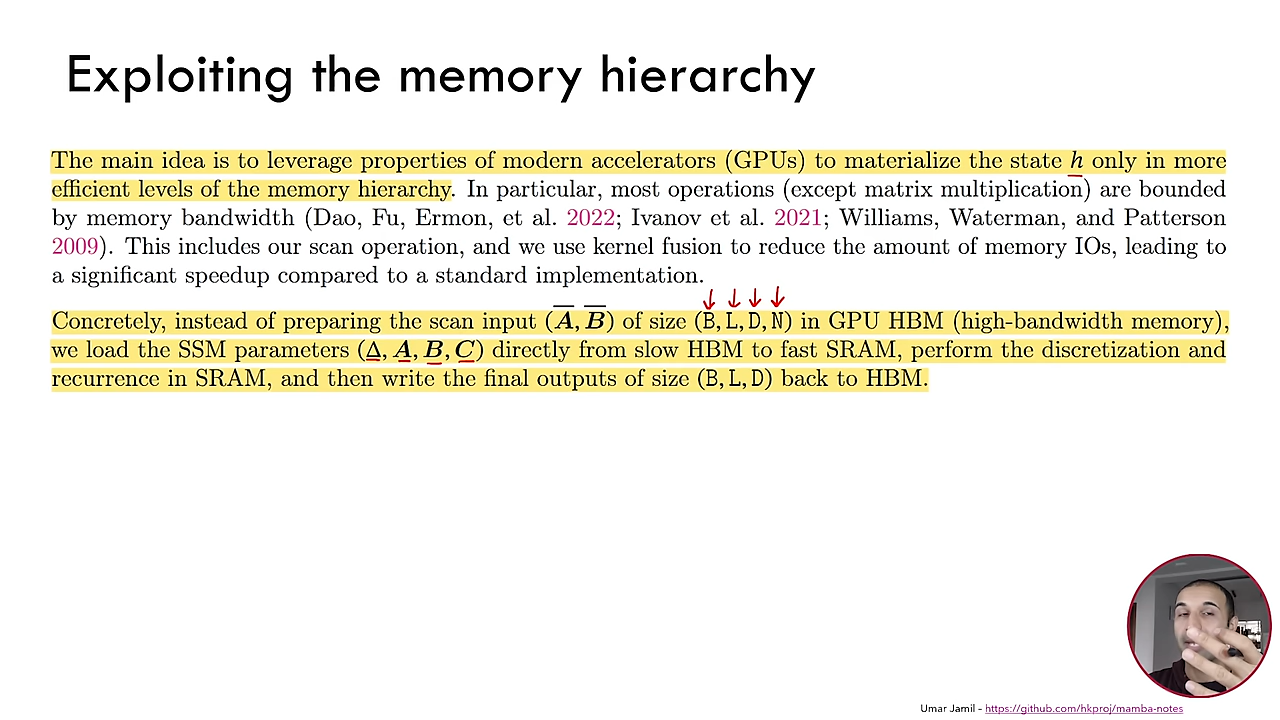 Exploiting the memory hierarchy
The main idea is to leverage properties of modern accelerators (GPUs) to materialize the state h only in more
efficient levels of the memory hierarchy. In particular, most operations (except matrix multiplication) are bounded
by memory bandwidth (Dao, Fu, Ermon, et al. 2022; Ivanov et al. 2021; Williams, Waterman, and Patterson
2009). This includes our scan operation, and we use kernel fusion to reduce the amount of memory IOs, leading to
a significant speedup compared to a standard implementation.
Concretely, instead of preparing the scan input (A̅, B̅) of size (B, L, D, N) in GPU HBM (high-bandwidth memory),
we load the SSM parameters (Δ, A, B, C) directly from slow HBM to fast SRAM, perform the discretization and
recurrence in SRAM, and then write the final outputs of size (B, L, D) back to HBM.
Umar Jamil – https://github.com/hkproj/mamba-notes